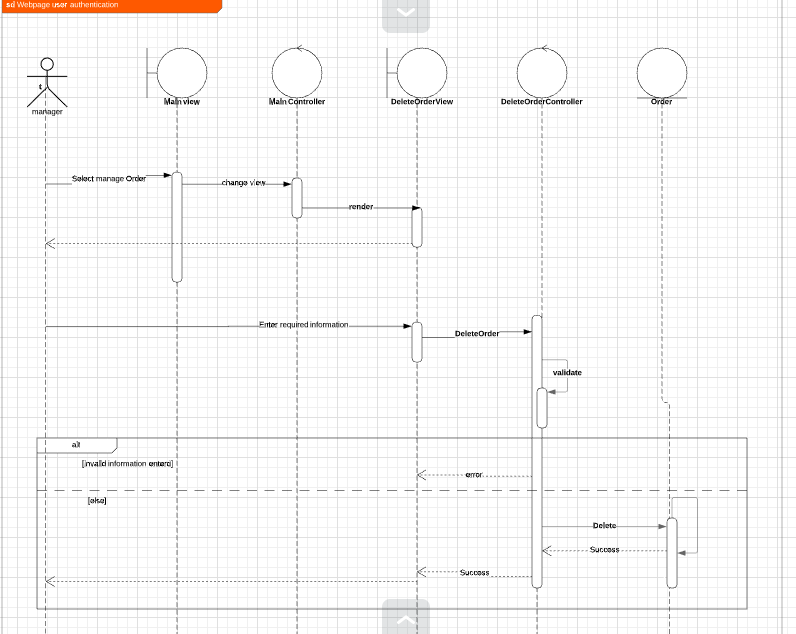 sd Webpage user authentication
t
manager
Main view
Main Controller
DeleteOrderView
DeleteOrderController
Order
Select manage Order
change view
render
Enter required information
DeleteOrder
validate
alt
[invalid information enterd]
error
[else]
Delete
Success
Success